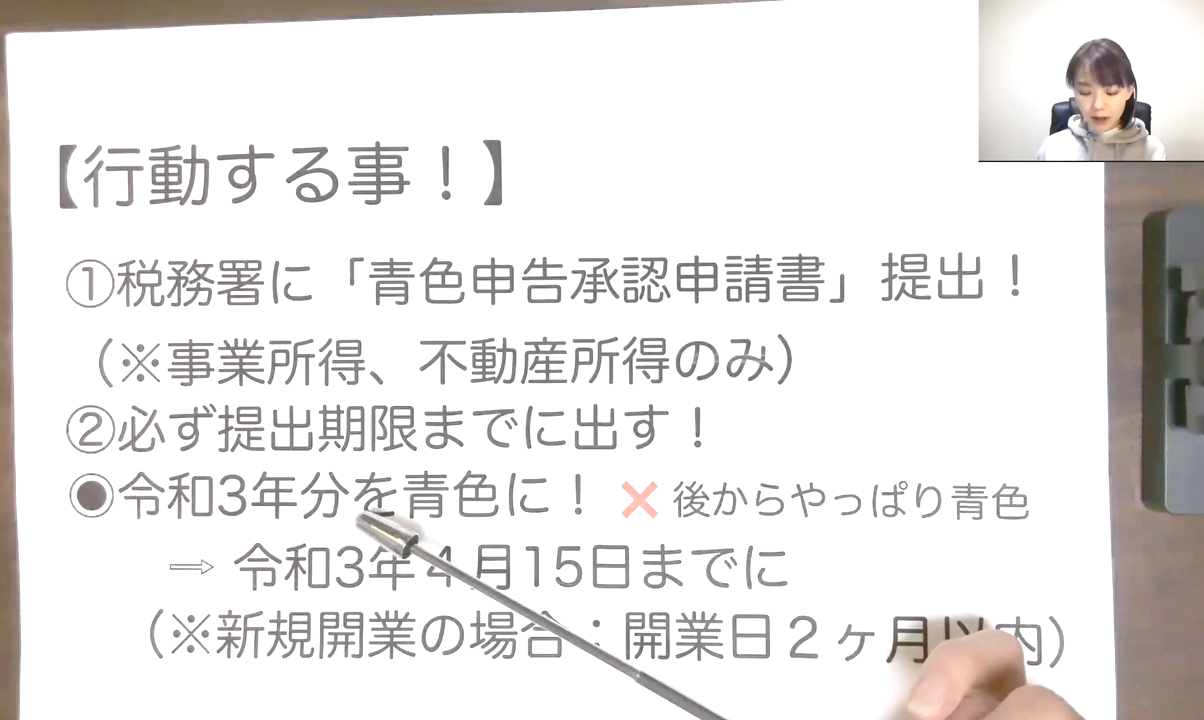 【行動する事！】
①税務署に「青色申告承認申請書」提出！
（※事業所得、不動産所得のみ）
②必ず提出期限までに出す！
◉令和3年分を青色に！ ❌ 後からやっぱり青色
⇒ 令和3年４月15日までに
（※新規開業の場合：開業日２ヶ月以内）